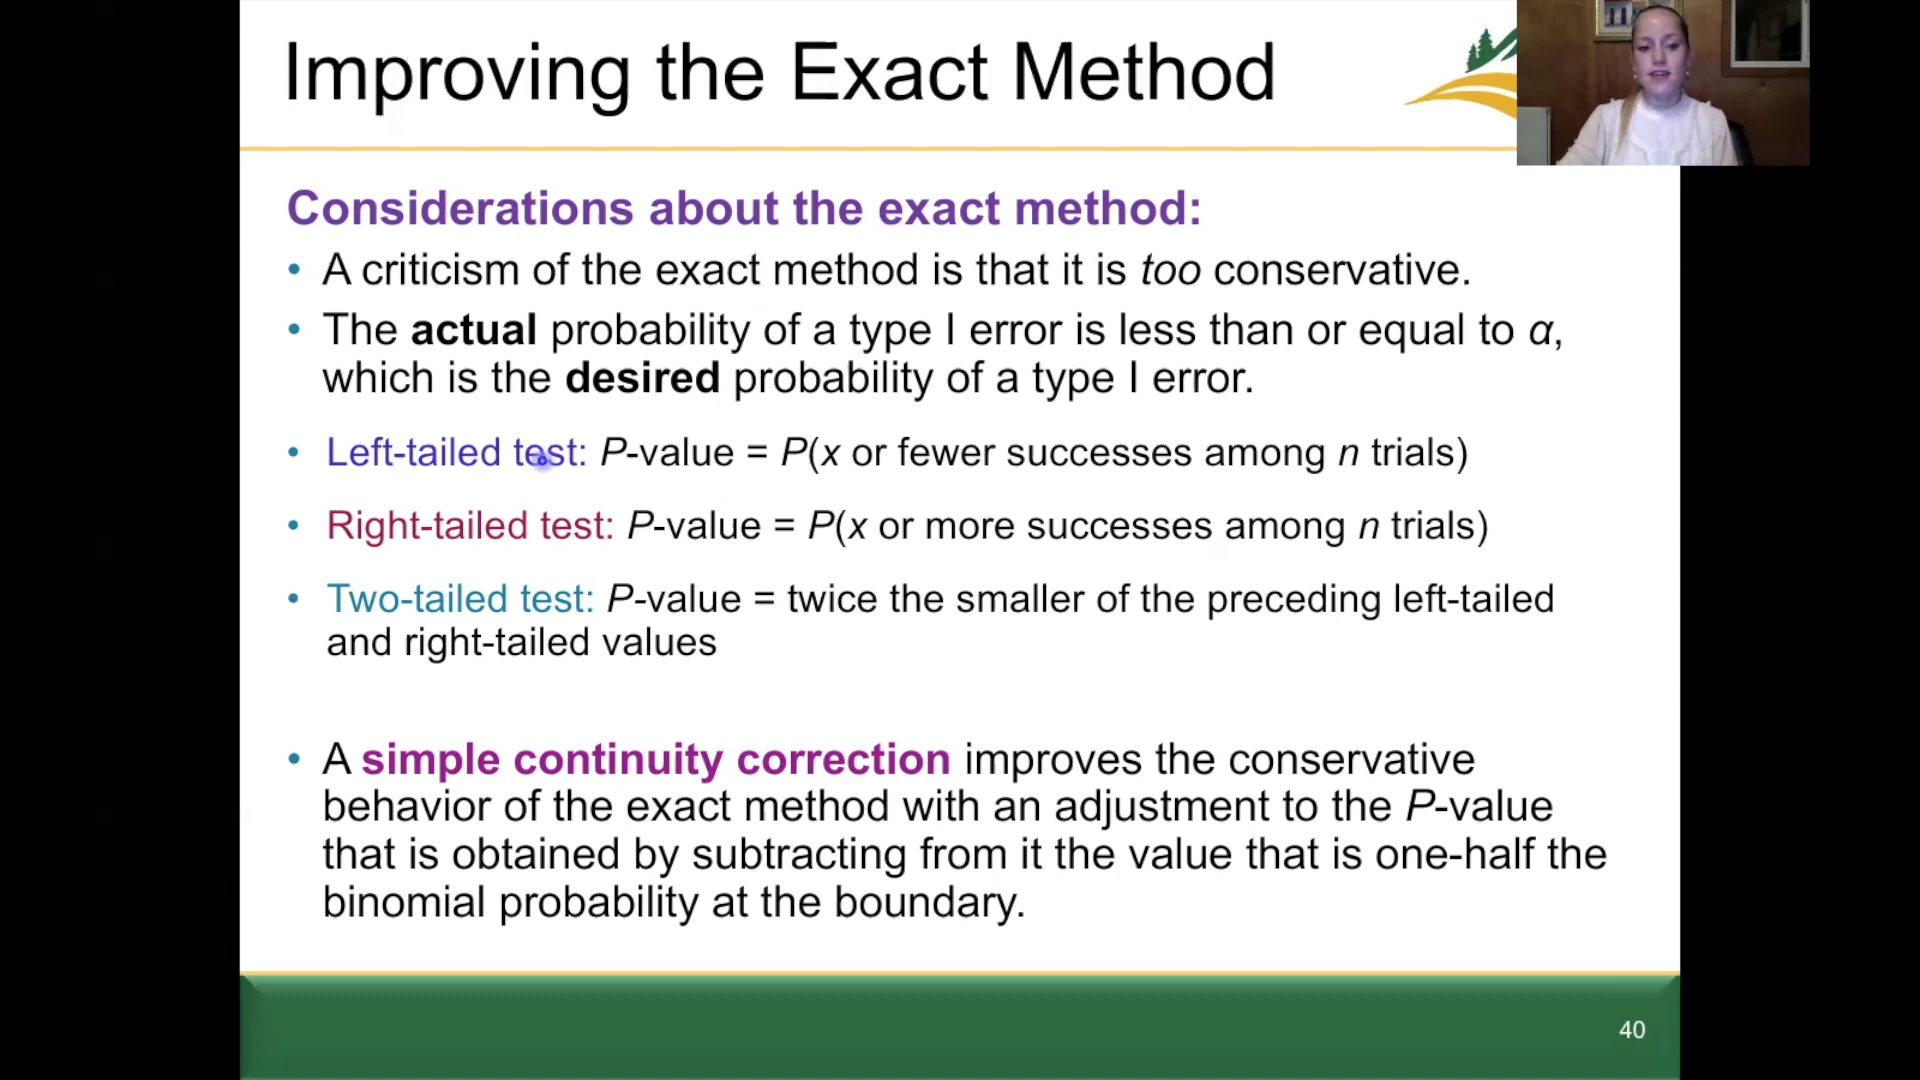 Improving the Exact Method
Considerations about the exact method:
• A criticism of the exact method is that it is too conservative.
• The actual probability of a type I error is less than or equal to α,
which is the desired probability of a type I error.
• Left-tailed test: P-value = P(x or fewer successes among n trials)
• Right-tailed test: P-value = P(x or more successes among n trials)
• Two-tailed test: P-value = twice the smaller of the preceding left-tailed
and right-tailed values
• A simple continuity correction improves the conservative
behavior of the exact method with an adjustment to the P-value
that is obtained by subtracting from it the value that is one-half the
binomial probability at the boundary.
40